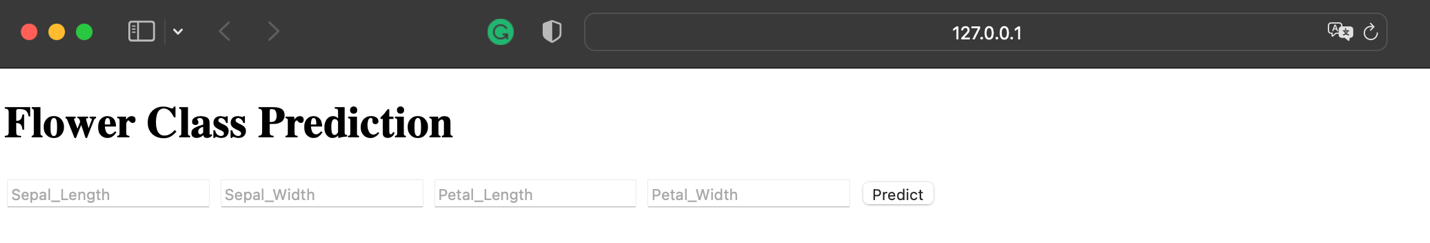 127.0.0.1
Flower Class Prediction
Sepal_Length Sepal_Width Petal_Length Petal_Width Predict